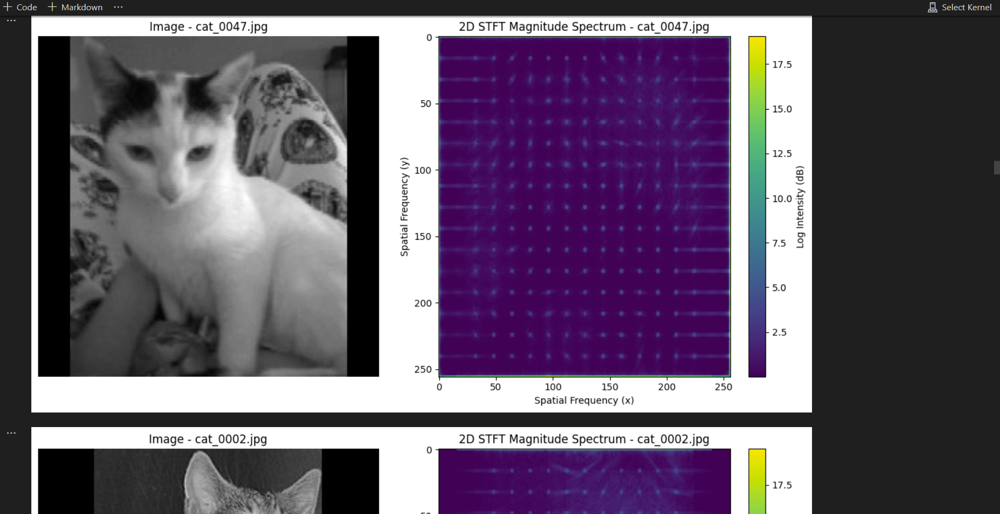 Code Markdown ··· Select Kernel
···
Image - cat_0047.jpg
2D STFT Magnitude Spectrum - cat_0047.jpg
0
50
100
150
200
250
Spatial Frequency (y)
0 50 100 150 200 250
Spatial Frequency (x)
17.5
15.0
12.5
10.0
7.5
5.0
2.5
Log Intensity (dB)
···
Image - cat_0002.jpg
2D STFT Magnitude Spectrum - cat_0002.jpg
0
50
17.5